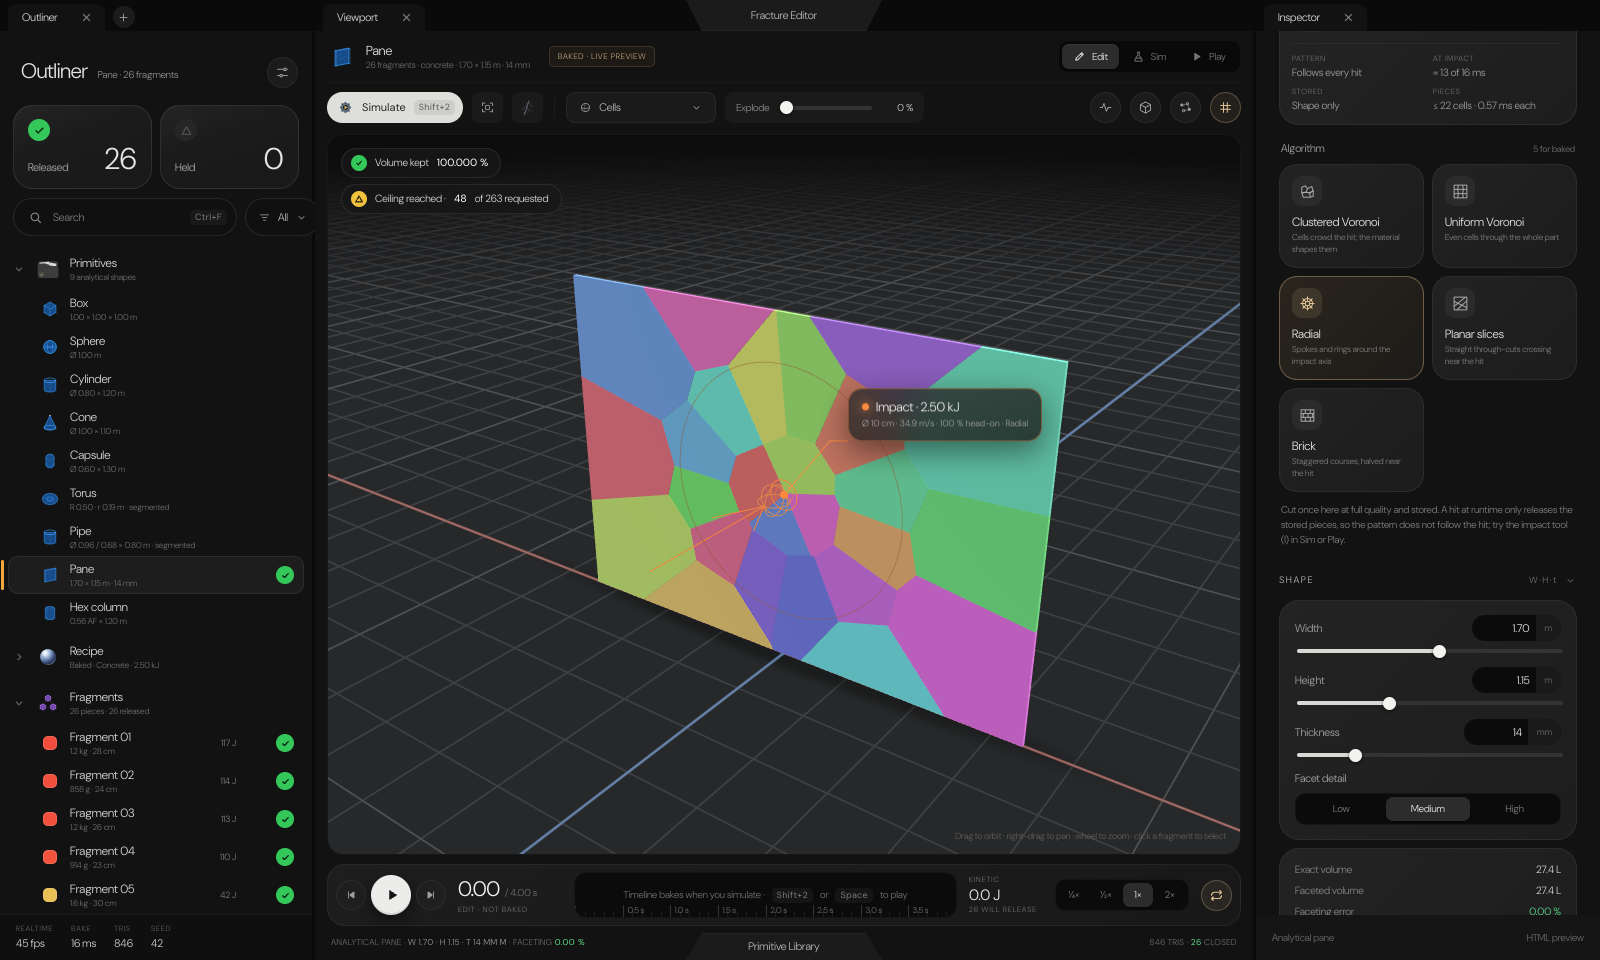 Outliner
Viewport
Fracture Editor
Inspector
Outliner
Pane · 26 fragments
Released
26
Held
0
Search
Ctrl+F
All
Primitives
9 analytical shapes
Box
1.00 × 1.00 × 1.00 m
Sphere
Ø 1.00 m
Cylinder
Ø 0.80 × 1.20 m
Cone
Ø 1.00 × 1.10 m
Capsule
Ø 0.60 × 1.30 m
Torus
R 0.50 · r 0.19 m · segmented
Pipe
Ø 0.96 / 0.68 × 0.80 m · segmented
Pane
1.70 × 1.15 m · 14 mm
Hex column
0.56 AF × 1.20 m
Recipe
Baked · Concrete · 2.50 kJ
Fragments
26 pieces · 26 released
Fragment 01
1.2 kg · 28 cm
117 J
Fragment 02
858 g · 24 cm
114 J
Fragment 03
1.2 kg · 26 cm
113 J
Fragment 04
914 g · 23 cm
110 J
Fragment 05
1.6 kg · 30 cm
42 J
REALTIME
45 fps
BAKE
16 ms
TRIS
846
SEED
42
Pane
26 fragments · concrete · 1.70 × 1.15 m · 14 mm
BAKED · LIVE PREVIEW
Edit
Sim
Play
Simulate
Shift+2
Cells
Explode
0 %
Volume kept 100.000 %
Ceiling reached · 48 of 263 requested
Impact · 2.50 kJ
Ø 10 cm · 34.9 m/s · 100 % head-on · Radial
Drag to orbit · right-drag to pan · wheel to zoom · click a fragment to select
0.00 / 4.00 s
EDIT · NOT BAKED
Timeline bakes when you simulate · Shift+2 or Space to play
0.5 s
1.0 s
1.5 s
2.0 s
2.5 s
3.0 s
3.5 s
KINETIC
0.0 J
26 WILL RELEASE
¼×
½×
1×
2×
ANALYTICAL PANE · W 1.70 · H 1.15 · T 14 MM M · FACETING 0.00 %
Primitive Library
846 TRIS · 26 CLOSED
PATTERN
Follows every hit
AT IMPACT
≈ 13 of 16 ms
STORED
Shape only
PIECES
≤ 22 cells · 0.57 ms each
Algorithm
5 for baked
Clustered Voronoi
Cells crowd the hit; the material
shapes them
Uniform Voronoi
Even cells through the whole part
Radial
Spokes and rings around the
impact axis
Planar slices
Straight through-cuts crossing
near the hit
Brick
Staggered courses, halved near
the hit
Cut once here at full quality and stored. A hit at runtime only releases the
stored pieces, so the pattern does not follow the hit; try the impact tool
(I) in Sim or Play.
SHAPE
W · H · t
Width
1.70 m
Height
1.15 m
Thickness
14 mm
Facet detail
Low
Medium
High
Exact volume
27.4 L
Faceted volume
27.4 L
Faceting error
0.00 %
Analytical pane
HTML preview